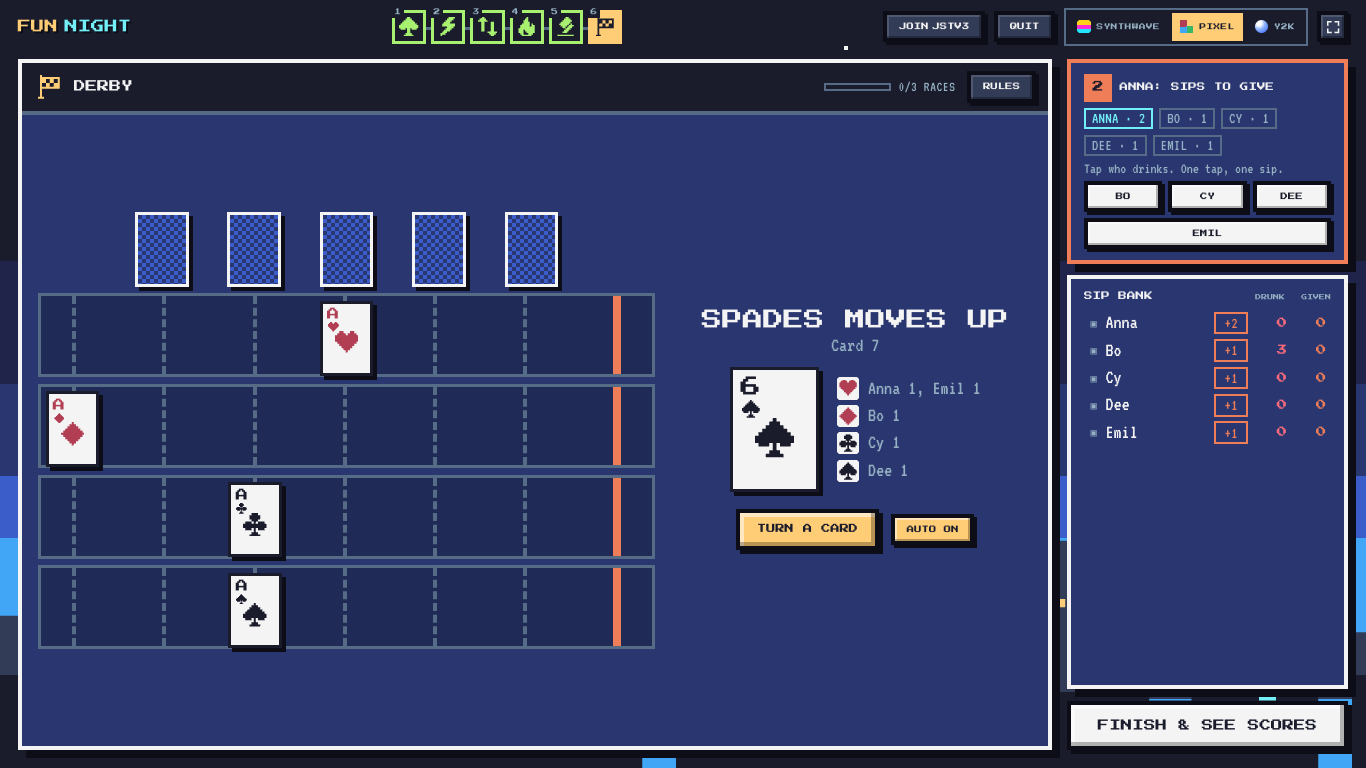 FUN NIGHT
1 2 3 4 5 6
JOIN JSTV3
QUIT
SYNTHWAVE
PIXEL
Y2K
DERBY
0/3 RACES
RULES
A
A
A
A
SPADES MOVES UP
Card 7
6
Anna 1, Emil 1
Bo 1
Cy 1
Dee 1
TURN A CARD
AUTO ON
2 ANNA: SIPS TO GIVE
ANNA · 2 BO · 1 CY · 1
DEE · 1 EMIL · 1
Tap who drinks. One tap, one sip.
BO CY DEE
EMIL
SIP BANK DRUNK GIVEN
Anna +2 0 0
Bo +1 3 0
Cy +1 0 0
Dee +1 0 0
Emil +1 0 0
FINISH & SEE SCORES